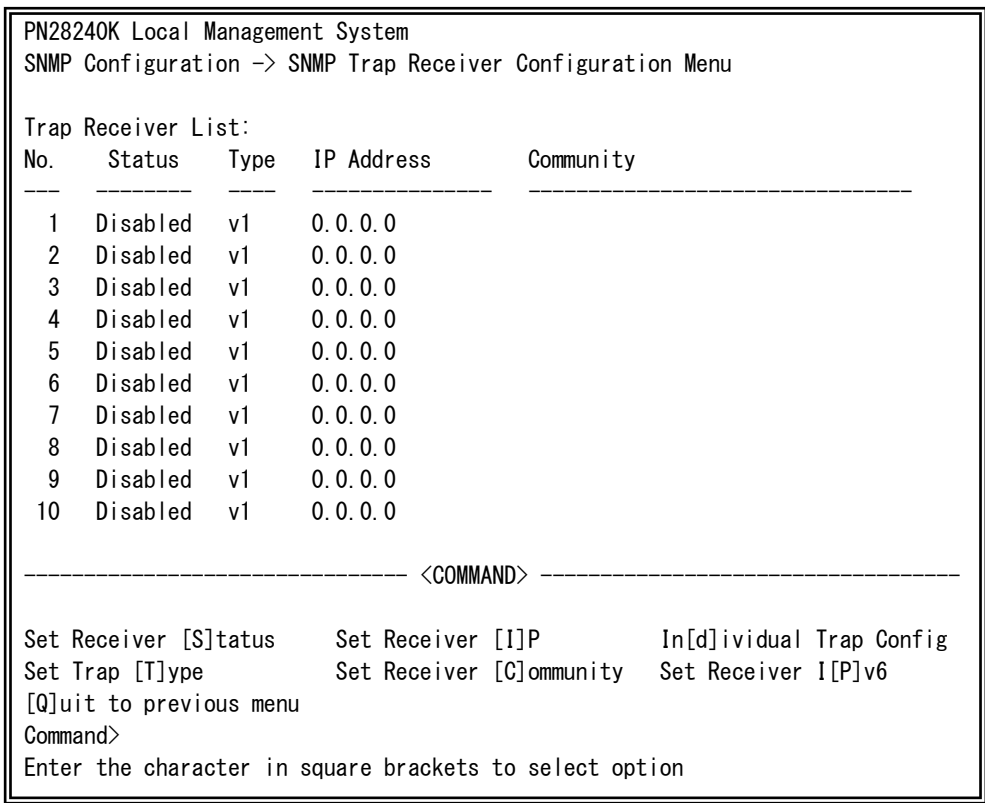 PN28240K Local Management System
SNMP Configuration -> SNMP Trap Receiver Configuration Menu
Trap Receiver List:
No.    Status    Type   IP Address        Community
---   --------   ----   ---------------   --------------------------------
  1   Disabled   v1     0.0.0.0
  2   Disabled   v1     0.0.0.0
  3   Disabled   v1     0.0.0.0
  4   Disabled   v1     0.0.0.0
  5   Disabled   v1     0.0.0.0
  6   Disabled   v1     0.0.0.0
  7   Disabled   v1     0.0.0.0
  8   Disabled   v1     0.0.0.0
  9   Disabled   v1     0.0.0.0
 10   Disabled   v1     0.0.0.0
-------------------------------- <COMMAND> -----------------------------------
Set Receiver [S]tatus     Set Receiver [I]P          In[d]ividual Trap Config
Set Trap [T]ype           Set Receiver [C]ommunity   Set Receiver I[P]v6
[Q]uit to previous menu
Command>
Enter the character in square brackets to select option